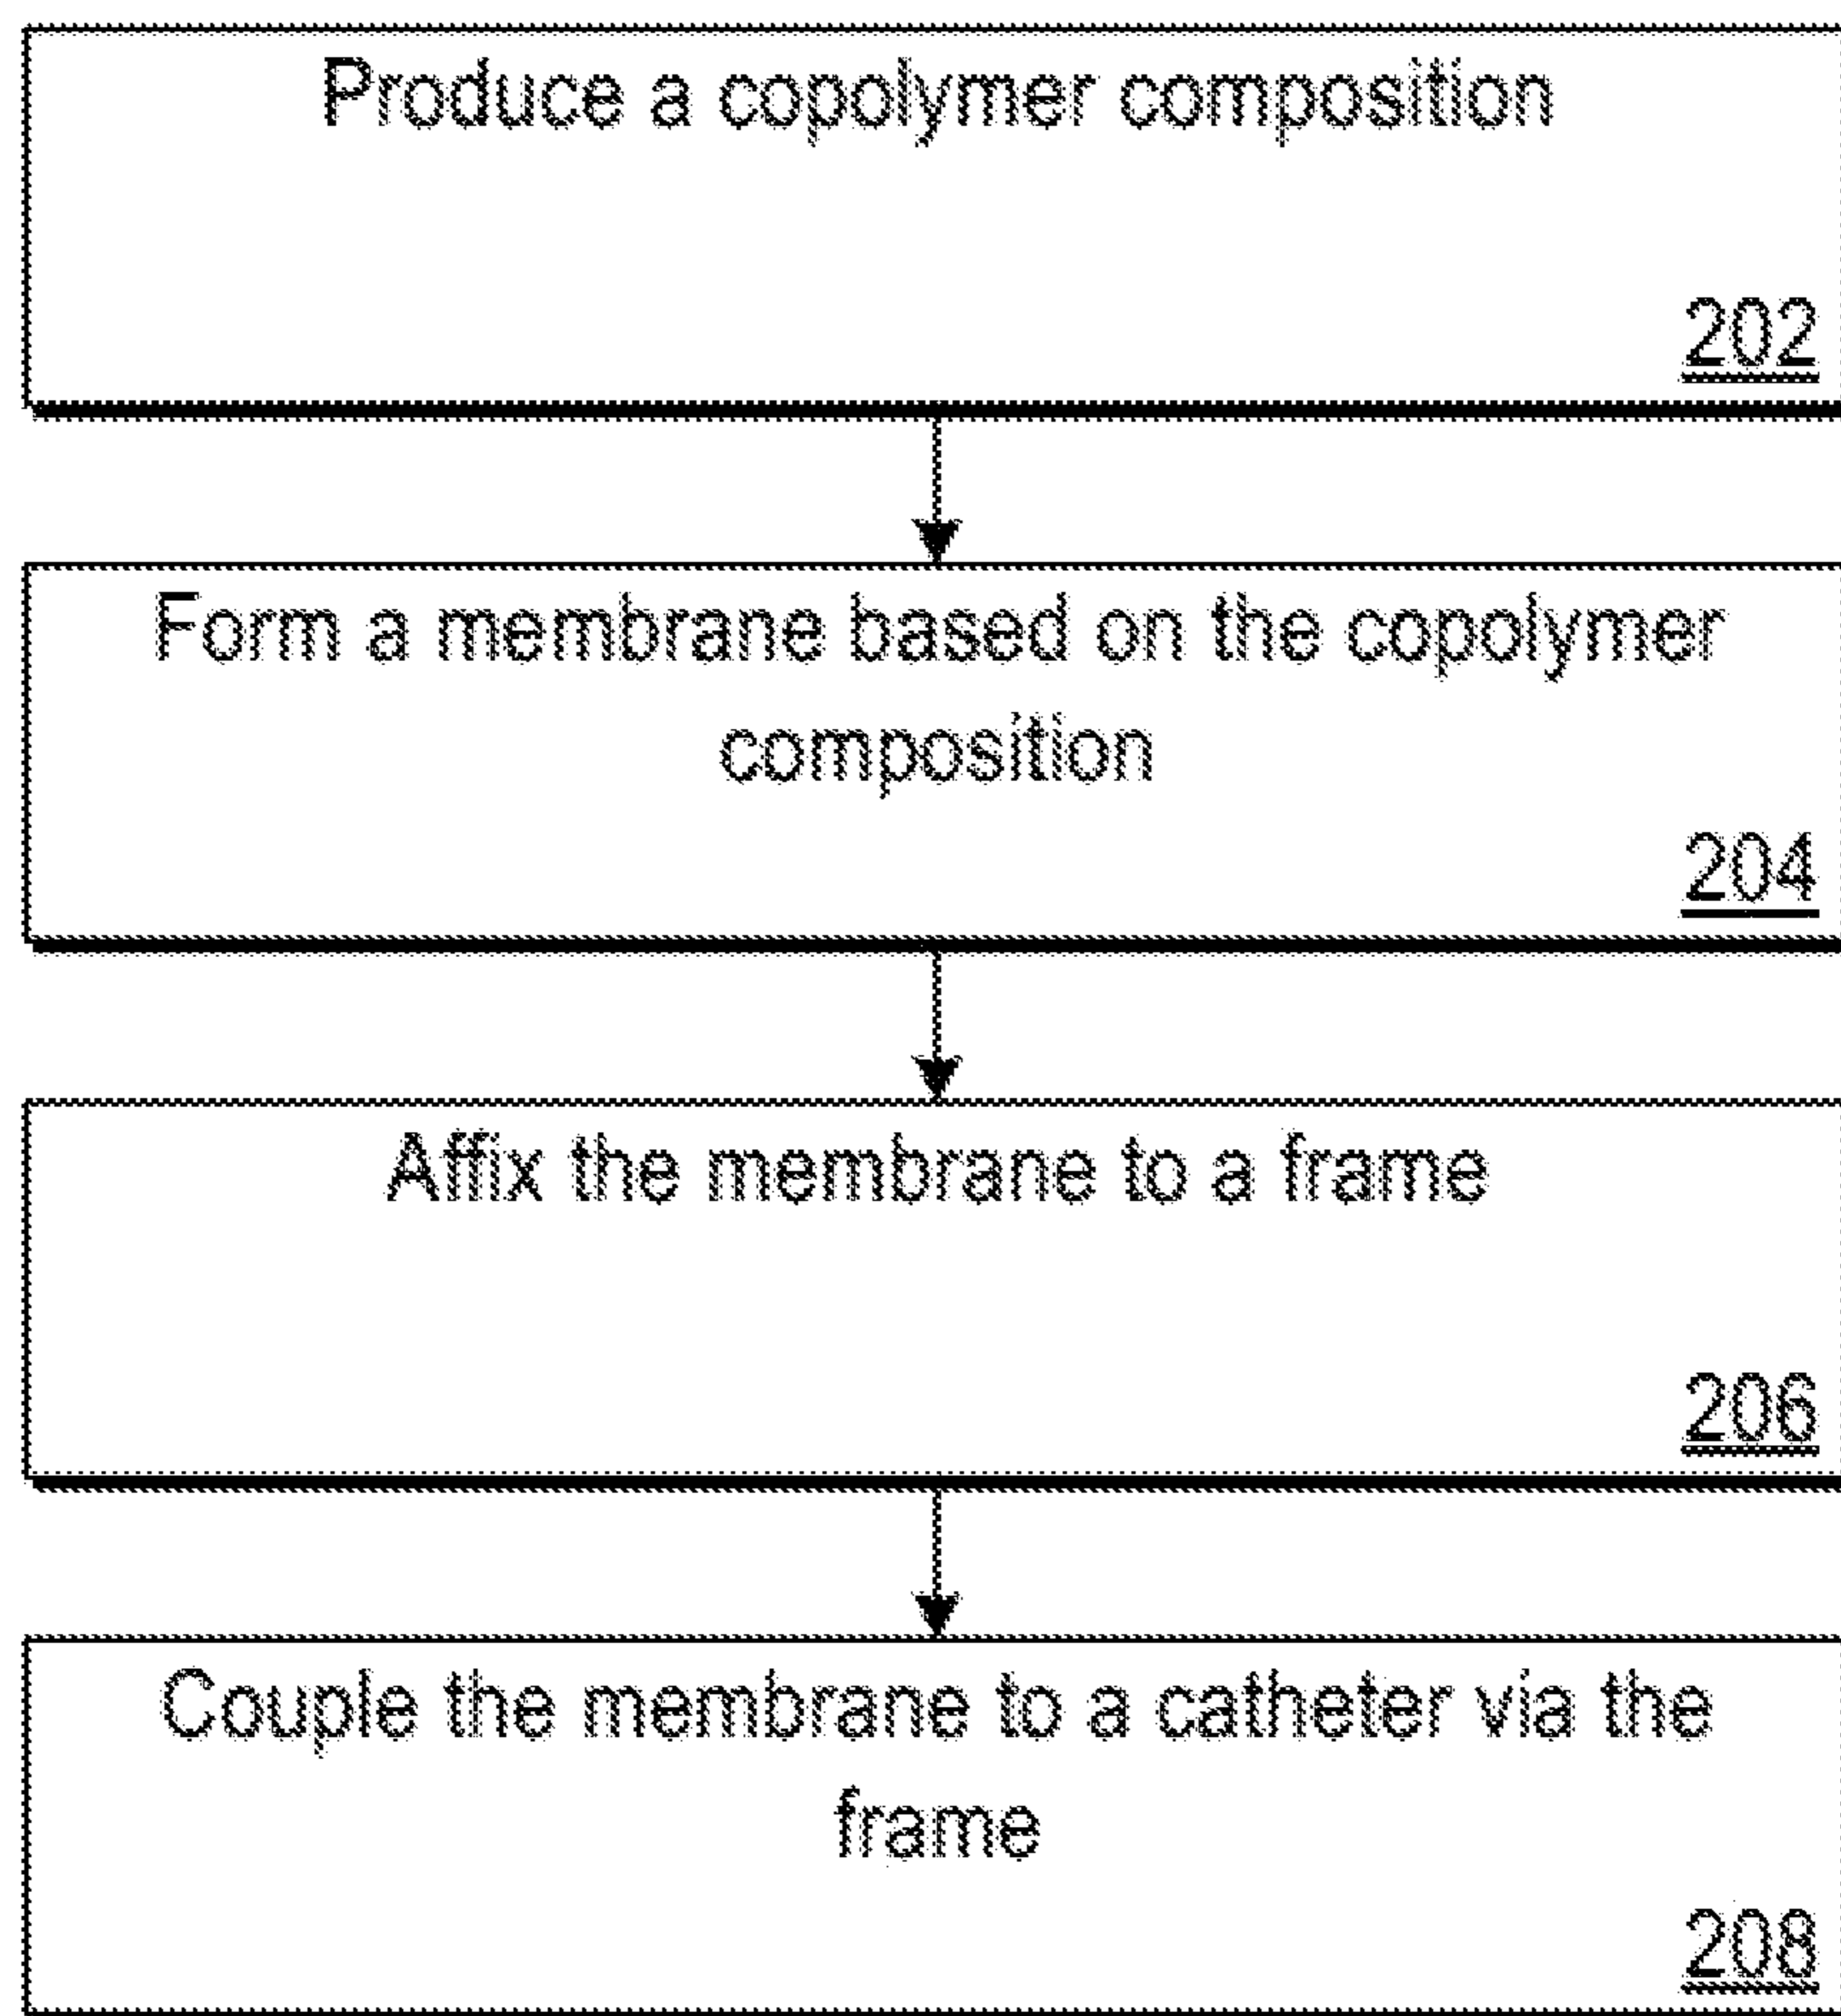 Produce a copolymer composition
202
Form a membrane based on the copolymer
composition
204
Affix the membrane to a frame
206
Couple the membrane to a catheter via the
frame
208